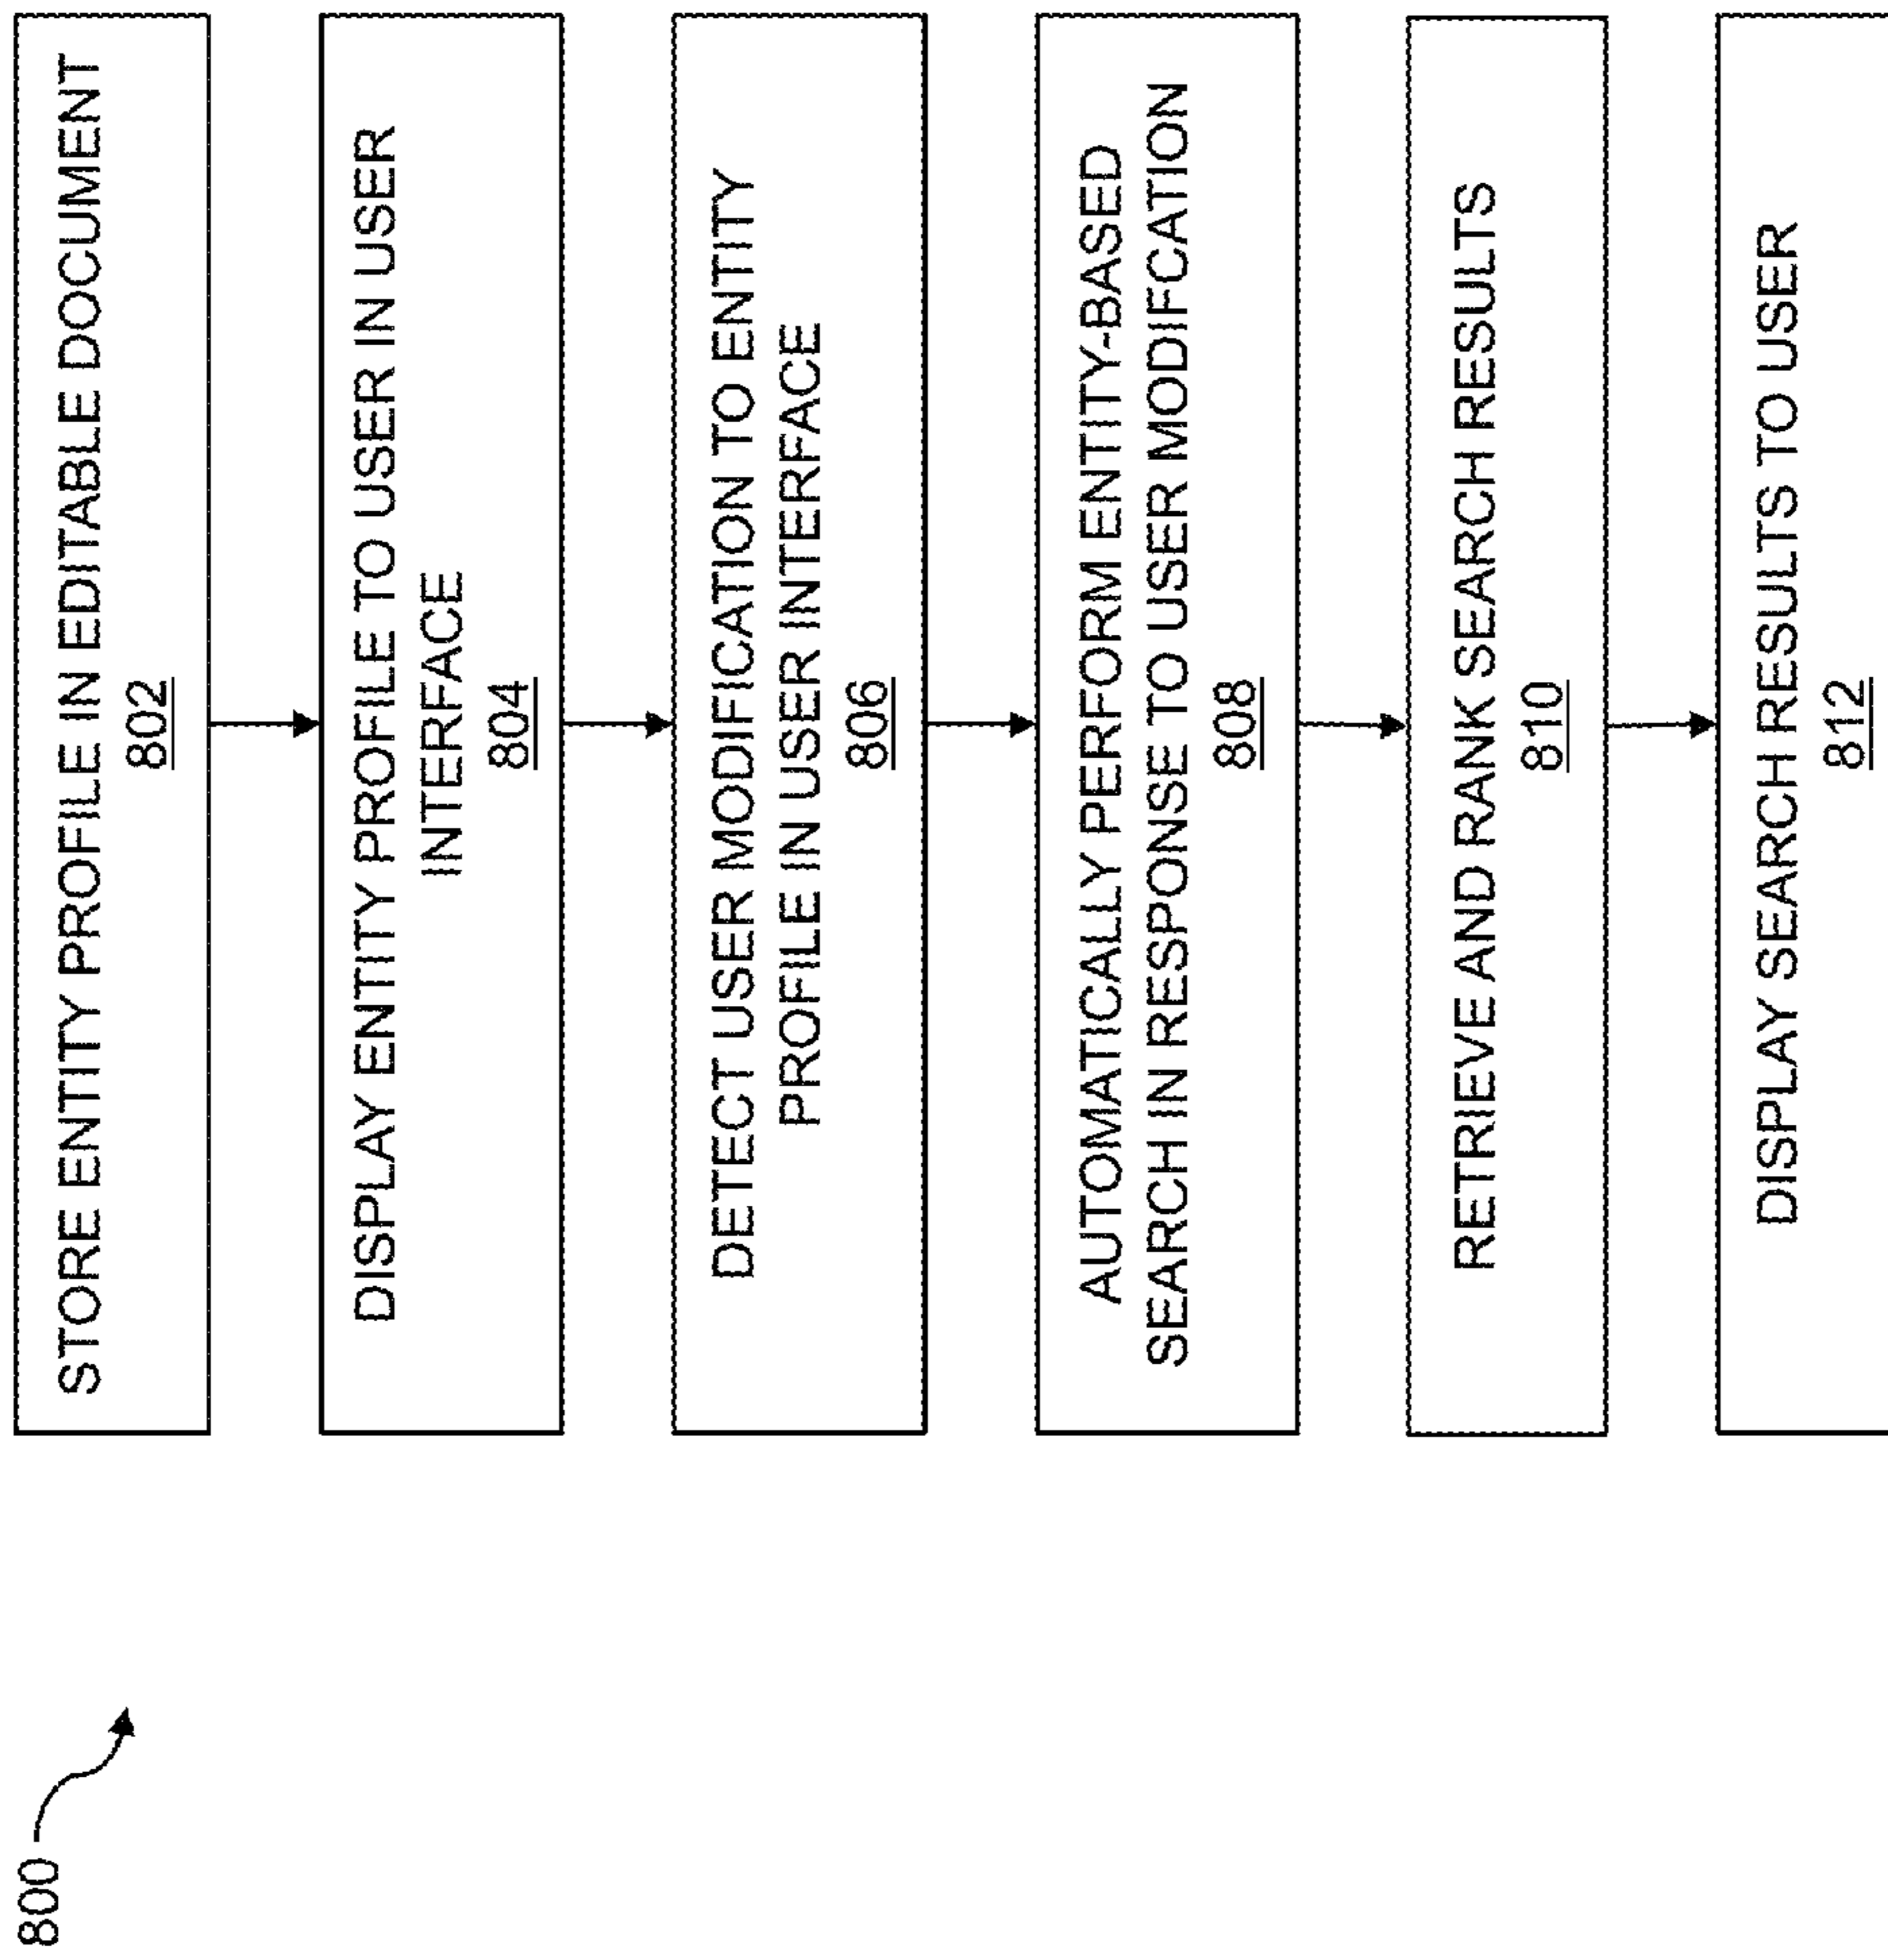 800
STORE ENTITY PROFILE IN EDITABLE DOCUMENT
802
DISPLAY ENTITY PROFILE TO USER IN USER
INTERFACE
804
DETECT USER MODIFICATION TO ENTITY
PROFILE IN USER INTERFACE
806
AUTOMATICALLY PERFORM ENTITY-BASED
SEARCH IN RESPONSE TO USER MODIFCATION
808
RETRIEVE AND RANK SEARCH RESULTS
810
DISPLAY SEARCH RESULTS TO USER
812